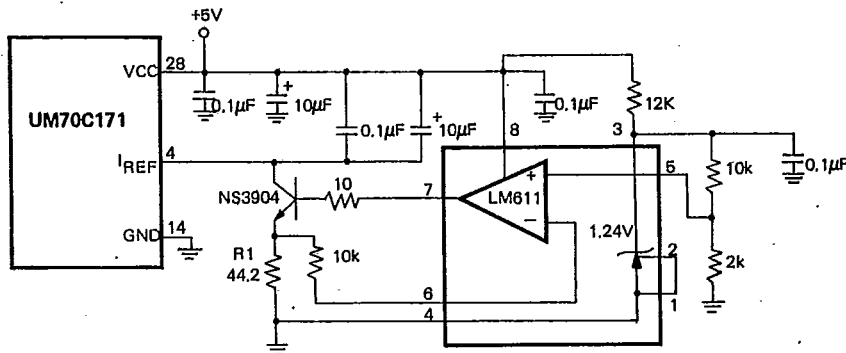 +5V
VCC 28
0.1µF
10µF
0.1µF
10µF
0.1µF
12K
UM70C171
8
3
IREF 4
10k
0.1µF
5
NS3904
10
7
+
LM611
−
1.24V
GND 14
R1
44.2
10k
2
2k
6
4
1